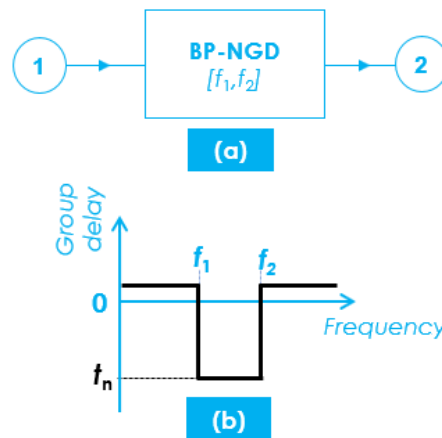 1
BP-NGD
[f1,f2]
2
(a)
Group
delay
f1
f2
0
Frequency
tn
(b)